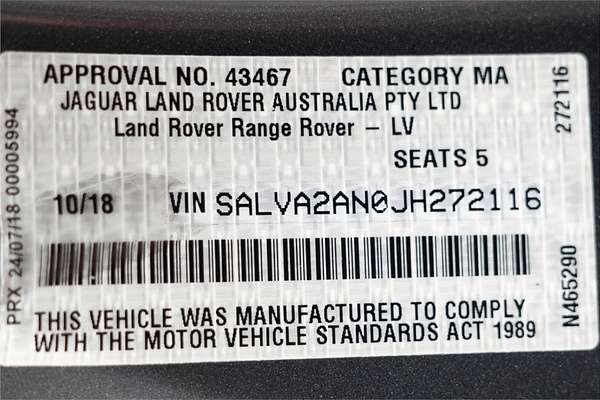 APPROVAL NO. 43467 CATEGORY MA
JAGUAR LAND ROVER AUSTRALIA PTY LTD
Land Rover Range Rover – LV
SEATS 5
10/18 VIN SALVA2AN0JH272116
THIS VEHICLE WAS MANUFACTURED TO COMPLY
WITH THE MOTOR VEHICLE STANDARDS ACT 1989
PRX 24/07/18 00005994
272116
N465290